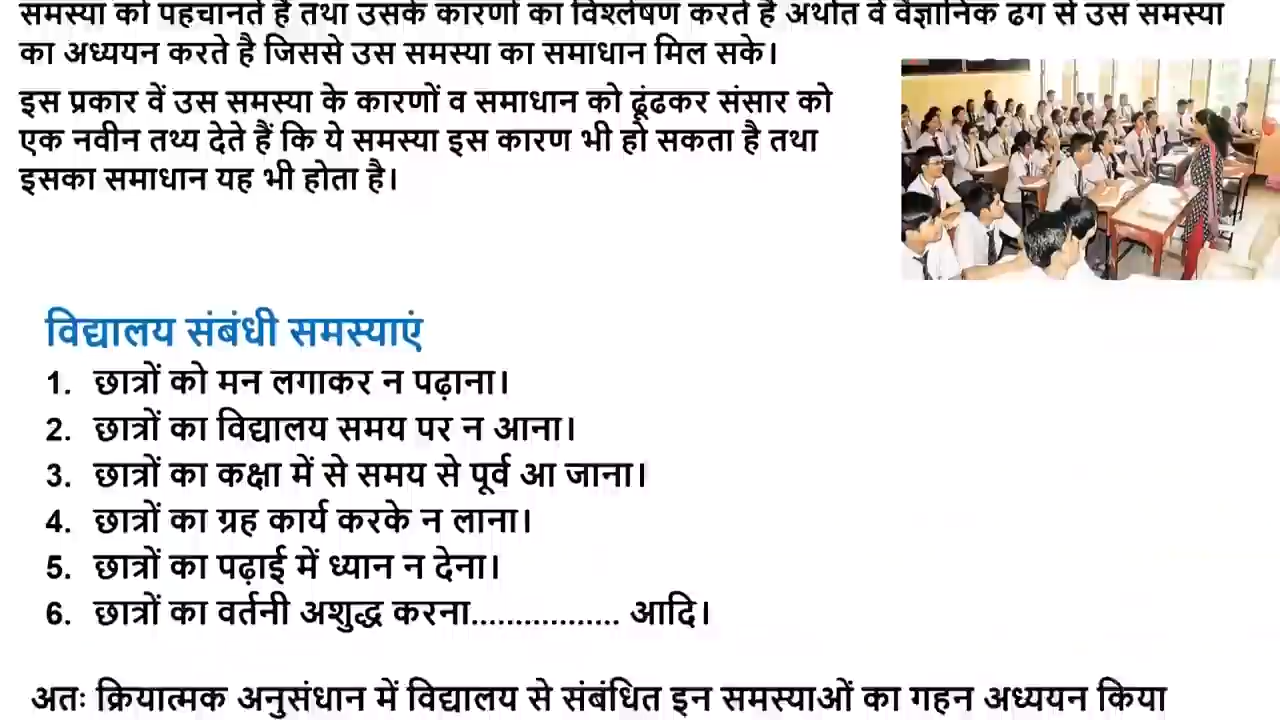 समस्या को पहचानते हैं तथा उसके कारणों का विश्लेषण करते हैं अर्थात वे वैज्ञानिक ढंग से उस समस्या
का अध्ययन करते है जिससे उस समस्या का समाधान मिल सके।
इस प्रकार वें उस समस्या के कारणों व समाधान को ढूंढकर संसार को
एक नवीन तथ्य देते हैं कि ये समस्या इस कारण भी हो सकता है तथा
इसका समाधान यह भी होता है।
विद्यालय संबंधी समस्याएं
1. छात्रों को मन लगाकर न पढ़ाना।
2. छात्रों का विद्यालय समय पर न आना।
3. छात्रों का कक्षा में से समय से पूर्व आ जाना।
4. छात्रों का ग्रह कार्य करके न लाना।
5. छात्रों का पढ़ाई में ध्यान न देना।
6. छात्रों का वर्तनी अशुद्ध करना................. आदि।
अतः क्रियात्मक अनुसंधान में विद्यालय से संबंधित इन समस्याओं का गहन अध्ययन किया